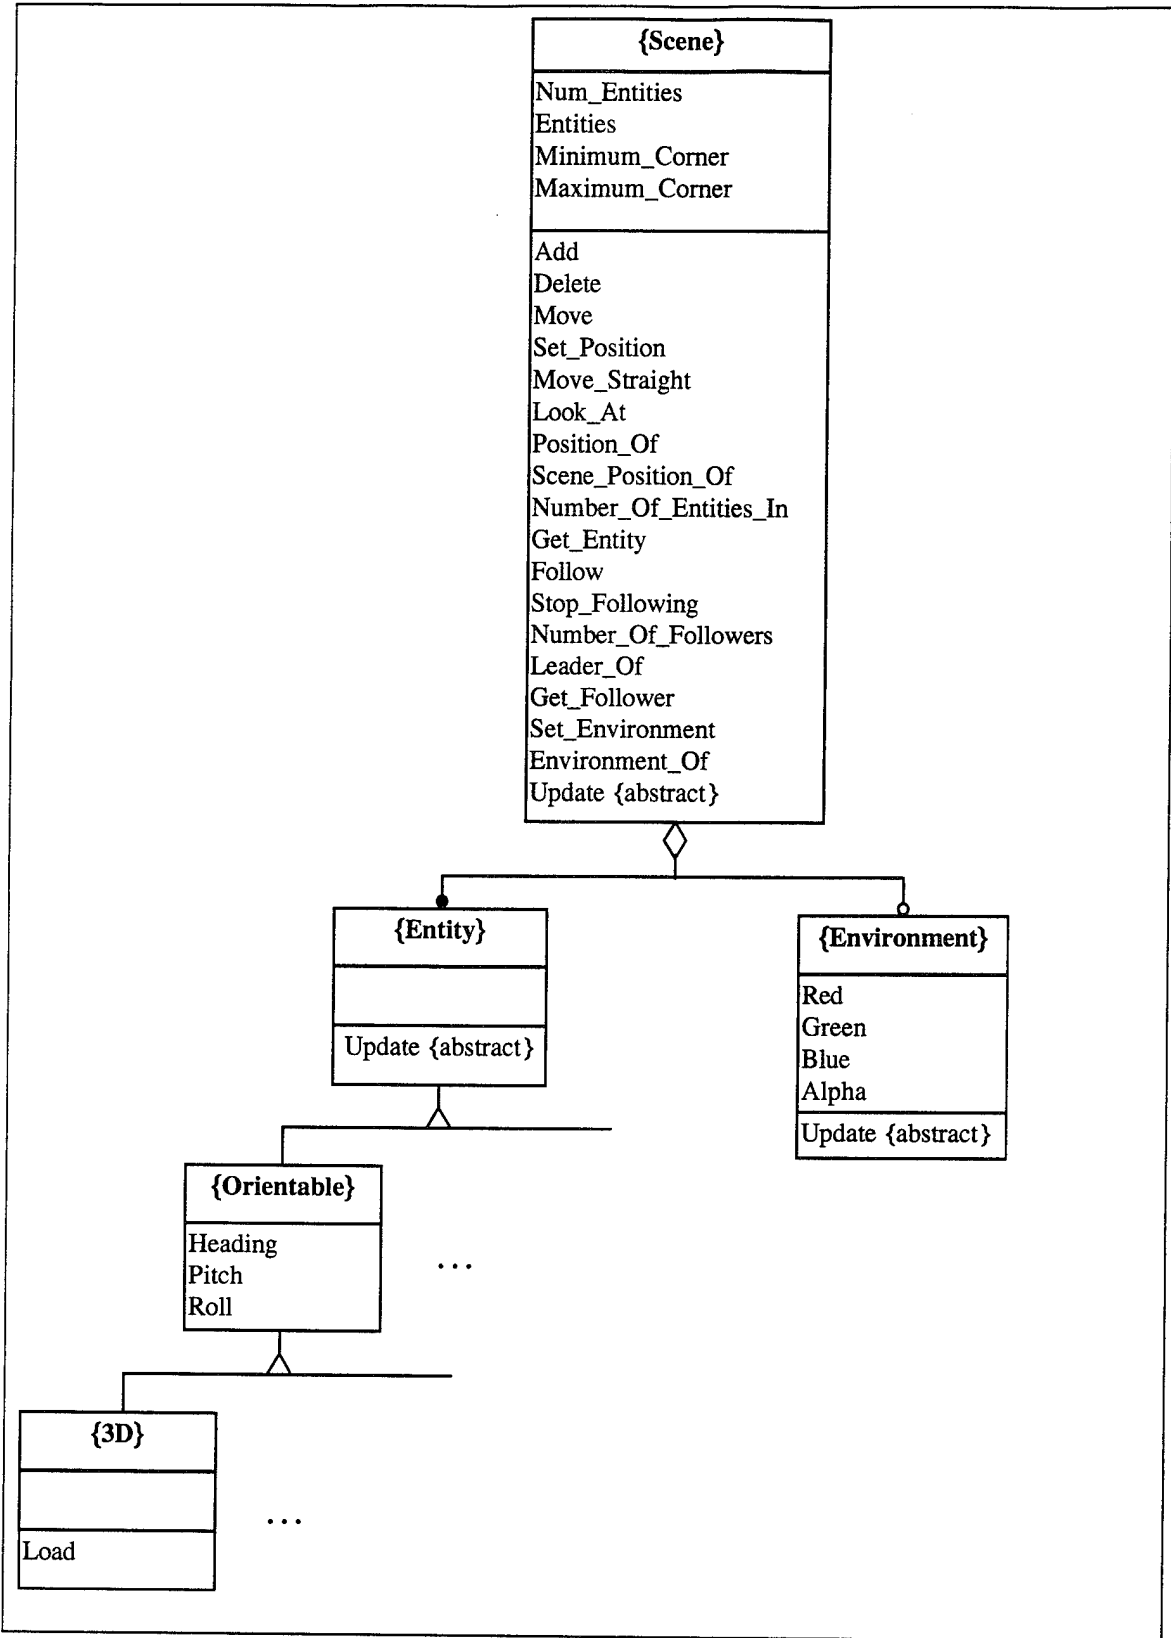 {Scene}
Num_Entities
Entities
Minimum_Corner
Maximum_Corner
Add
Delete
Move
Set_Position
Move_Straight
Look_At
Position_Of
Scene_Position_Of
Number_Of_Entities_In
Get_Entity
Follow
Stop_Following
Number_Of_Followers
Leader_Of
Get_Follower
Set_Environment
Environment_Of
Update {abstract}
{Entity}
Update {abstract}
{Environment}
Red
Green
Blue
Alpha
Update {abstract}
{Orientable}
Heading
Pitch
Roll
...
{3D}
Load
...